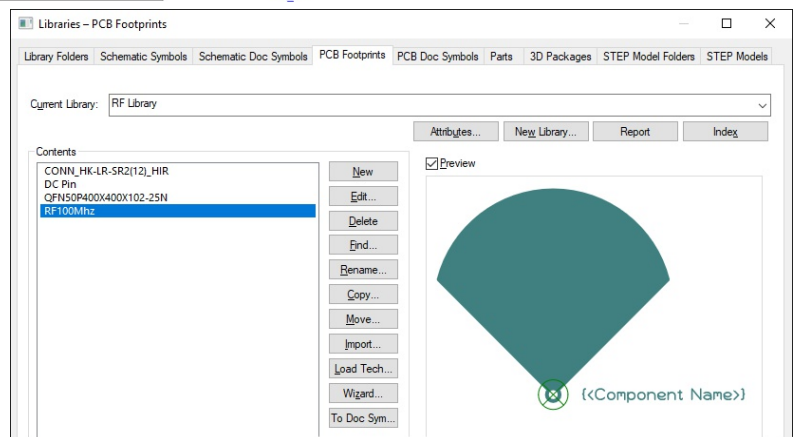 Libraries – PCB Footprints
Library Folders Schematic Symbols Schematic Doc Symbols PCB Footprints PCB Doc Symbols Parts 3D Packages STEP Model Folders STEP Models
Current Library: RF Library
Attributes... New Library... Report Index
Contents
Preview
CONN_HK-LR-SR2(12)_HIR
DC Pin
QFN50P400X400X102-25N
RF100Mhz
New
Edit...
Delete
Find...
Rename...
Copy...
Move...
Import...
Load Tech...
Wizard...
To Doc Sym...
{<Component Name>}